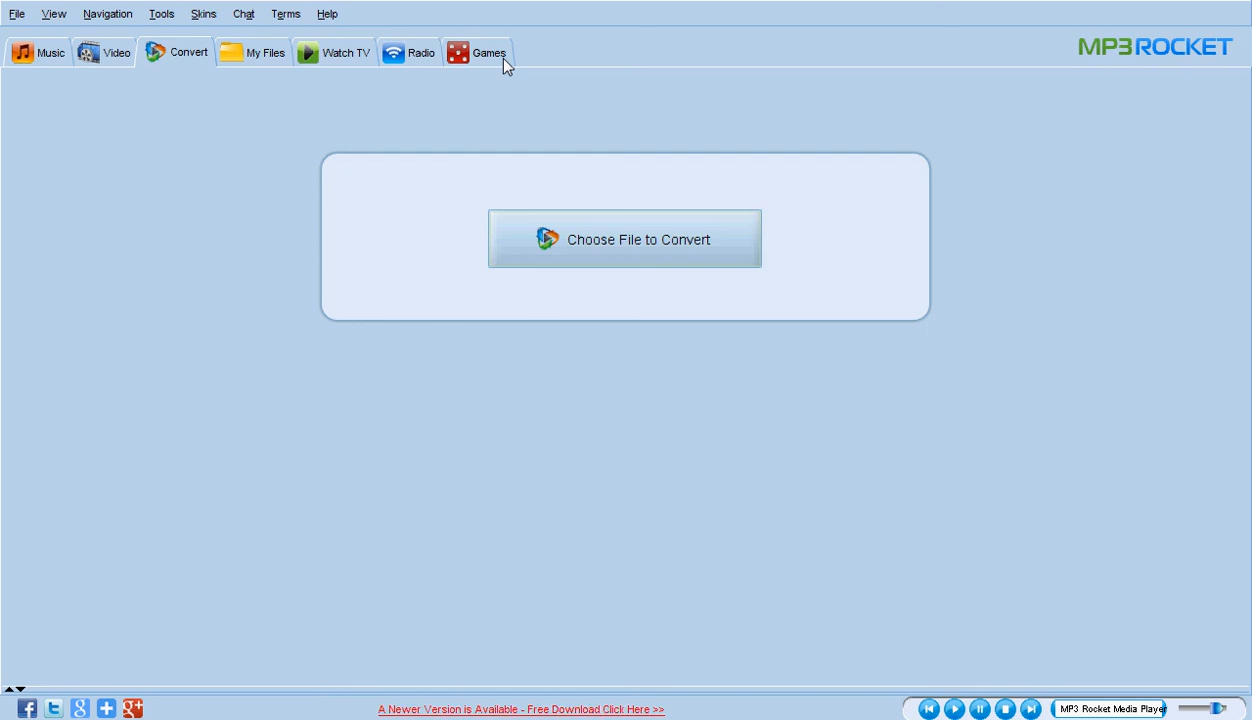 File View Navigation Tools Skins Chat Terms Help
Music Video Convert My Files Watch TV Radio Games
MP3ROCKET
Choose File to Convert
A Newer Version is Available - Free Download Click Here >>
MP3 Rocket Media Player